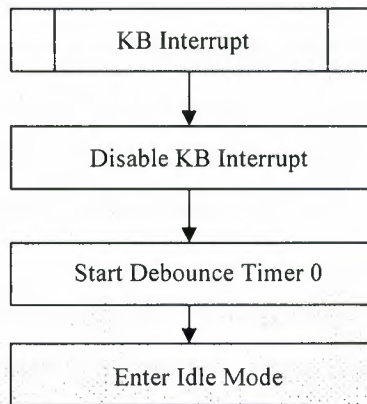 KB Interrupt
Disable KB Interrupt
Start Debounce Timer 0
Enter Idle Mode